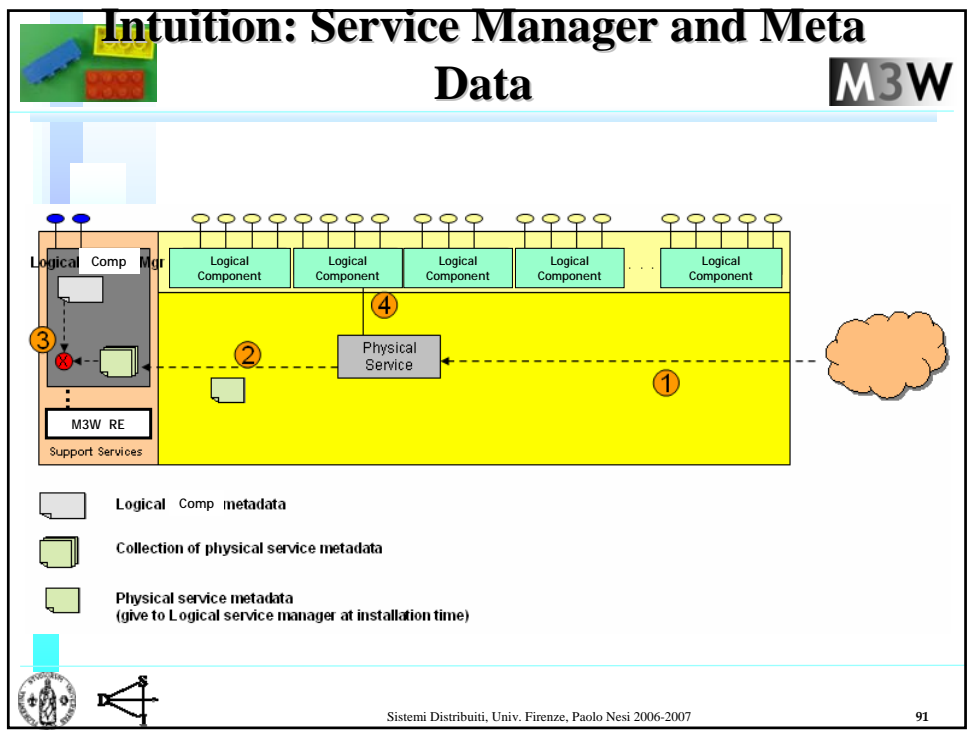 Intuition: Service Manager and Meta
Data
M3W
Logical Comp Mgr
Logical
Component
Logical
Component
Logical
Component
Logical
Component
. . .
Logical
Component
4
3
2
Physical
Service
1
X
M3W RE
Support Services
Logical Comp metadata
Collection of physical service metadata
Physical service metadata
(give to Logical service manager at installation time)
D S I
Sistemi Distribuiti, Univ. Firenze, Paolo Nesi 2006-2007
91